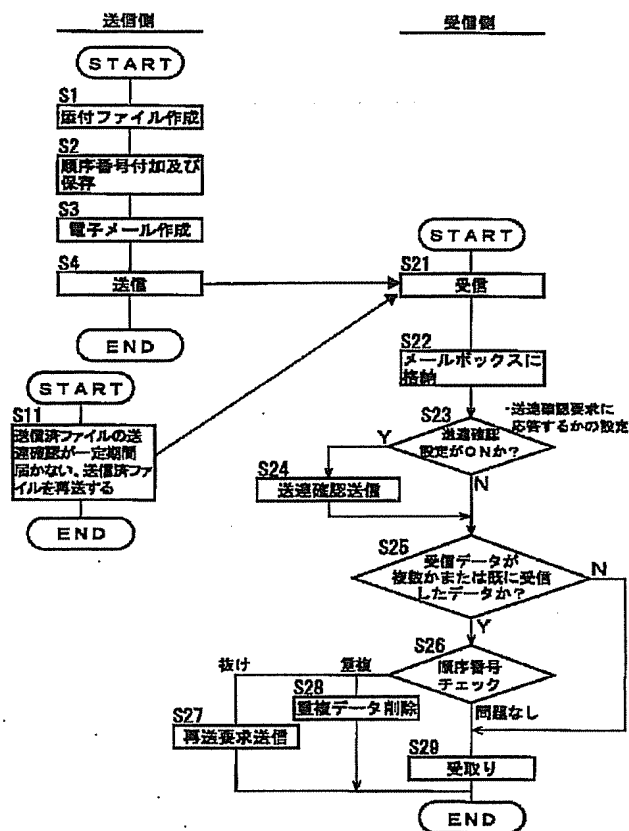 送信側
START
S1
添付ファイル作成
S2
順序番号付加及び
保存
S3
電子メール作成
S4
送信
END
START
S11
送信済ファイルの送
達確認が一定期間
届かない、送信済ファ
イルを再送する
END
受信側
START
S21
受信
S22
メールボックスに
格納
S23
送達確認
設定がONか?
・送達確認要求に
応答するかの設定
Y
N
S24
送達確認送信
S25
受信データが
複数かまたは既に受信
したデータか?
N
Y
S26
順序番号
チェック
抜け
重複
問題なし
S27
再送要求送信
S28
重複データ削除
S29
受取り
END